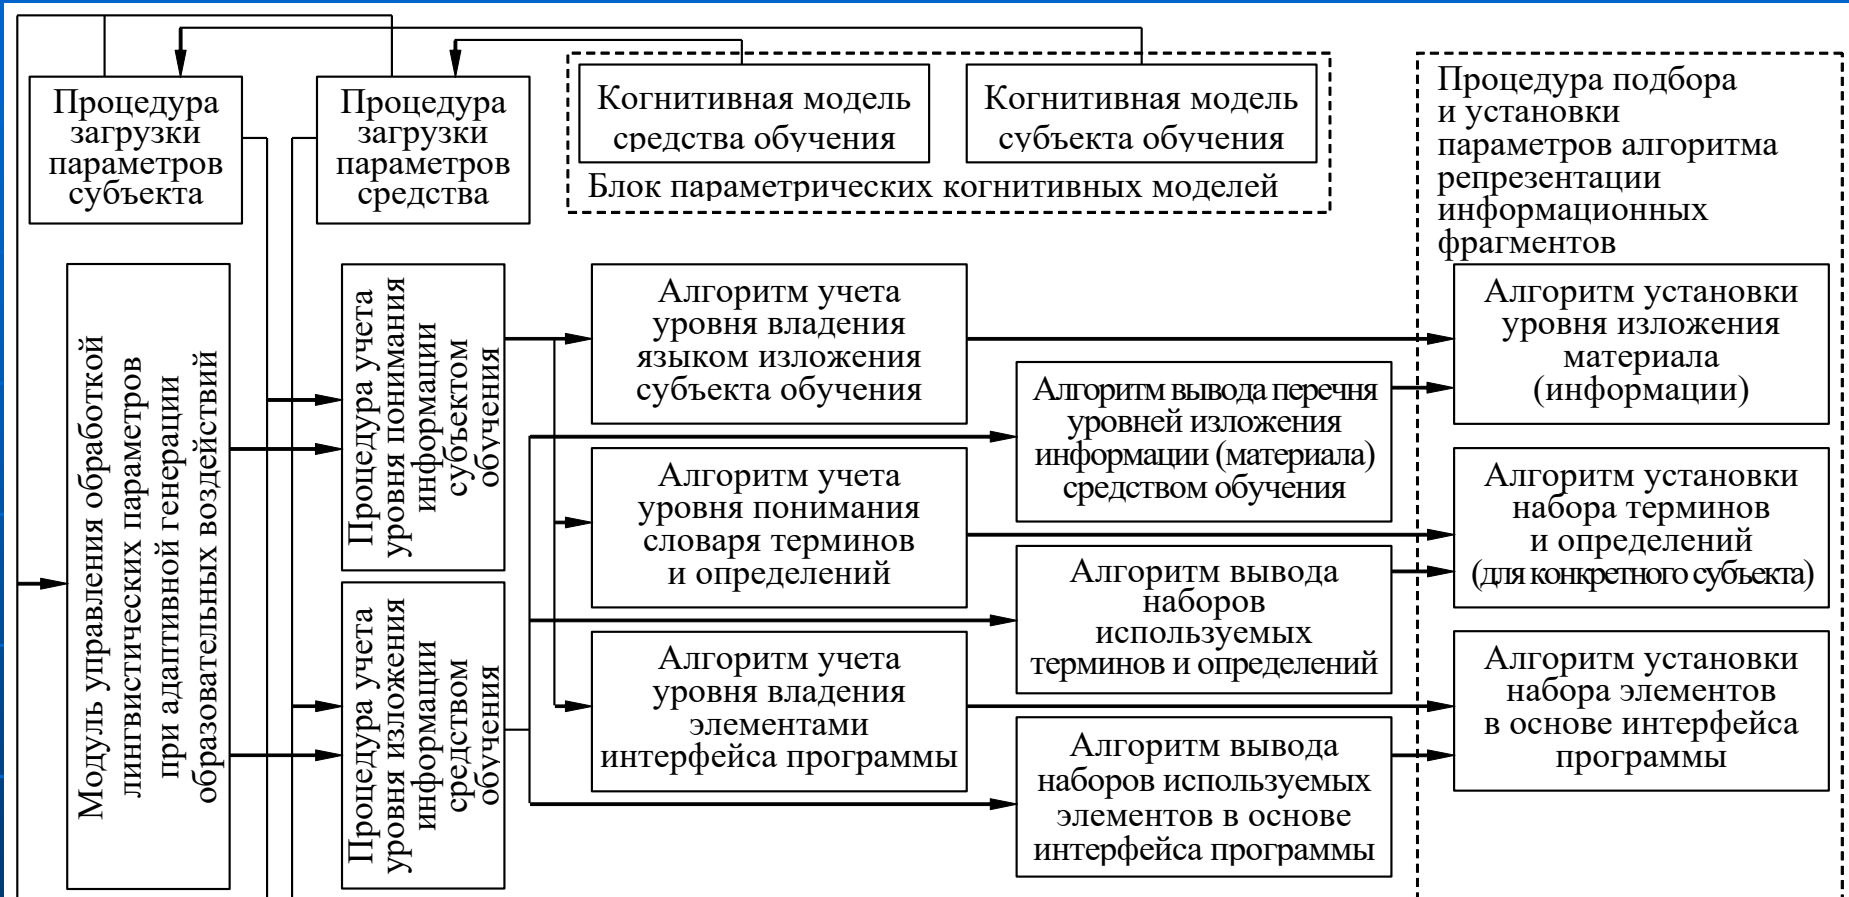 Процедура
загрузки
параметров
субъекта
Процедура
загрузки
параметров
средства
Когнитивная модель
средства обучения
Когнитивная модель
субъекта обучения
Блок параметрических когнитивных моделей
Процедура подбора
и установки
параметров алгоритма
репрезентации
информационных
фрагментов
Модуль управления обработкой
лингвистических параметров
при адаптивной генерации
образовательных воздействий
Процедура учета
уровня понимания
информации
субъектом
обучения
Процедура учета
уровня изложения
информации
средством
обучения
Алгоритм учета
уровня владения
языком изложения
субъекта обучения
Алгоритм учета
уровня понимания
словаря терминов
и определений
Алгоритм учета
уровня владения
элементами
интерфейса программы
Алгоритм вывода перечня
уровней изложения
информации (материала)
средством обучения
Алгоритм вывода
наборов
используемых
терминов и определений
Алгоритм вывода
наборов используемых
элементов в основе
интерфейса программы
Алгоритм установки
уровня изложения
материала
(информации)
Алгоритм установки
набора терминов
и определений
(для конкретного субъекта)
Алгоритм установки
набора элементов
в основе интерфейса
программы